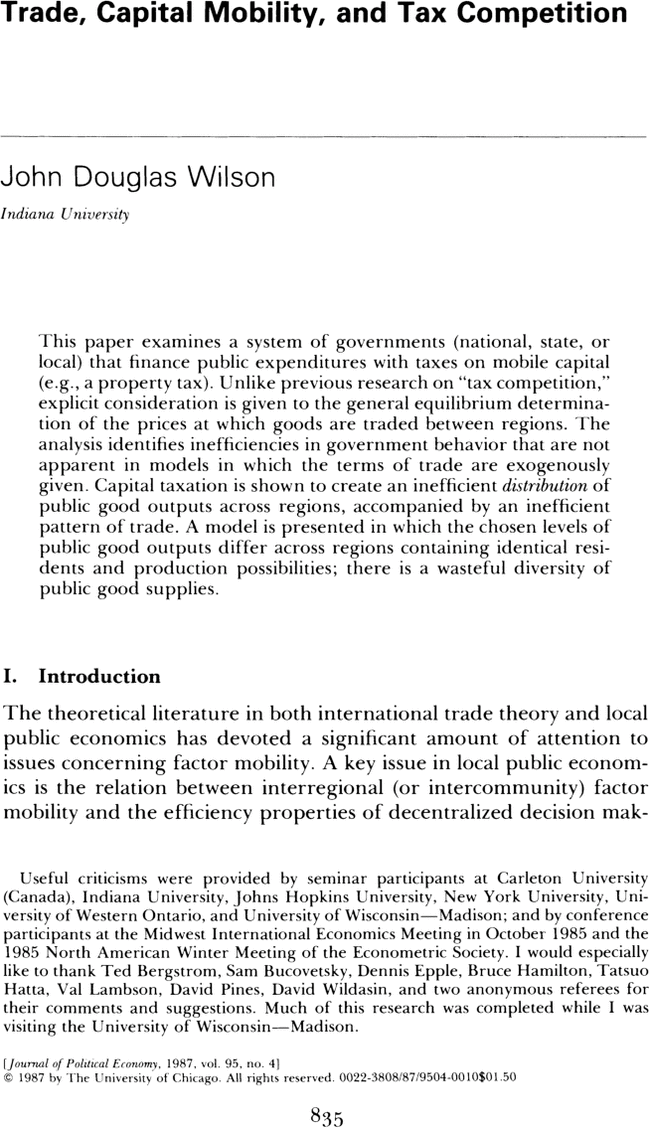 Trade, Capital Mobility, and Tax Competition
John Douglas Wilson
Indiana University
This paper examines a system of governments (national, state, or
local) that finance public expenditures with taxes on mobile capital
(e.g., a property tax). Unlike previous research on “tax competition,”
explicit consideration is given to the general equilibrium determina-
tion of the prices at which goods are traded between regions. The
analysis identifies inefficiencies in government behavior that are not
apparent in models in which the terms of trade are exogenously
given. Capital taxation is shown to create an inefficient distribution of
public good outputs across regions, accompanied by an inefficient
pattern of trade. A model is presented in which the chosen levels of
public good outputs differ across regions containing identical resi-
dents and production possibilities; there is a wasteful diversity of
public good supplies.
I. Introduction
The theoretical literature in both international trade theory and local
public economics has devoted a significant amount of attention to
issues concerning factor mobility. A key issue in local public econom-
ics is the relation between interregional (or intercommunity) factor
mobility and the efficiency properties of decentralized decision mak-
Useful criticisms were provided by seminar participants at Carleton University
(Canada), Indiana University, Johns Hopkins University, New York University, Uni-
versity of Western Ontario, and University of Wisconsin—Madison; and by conference
participants at the Midwest International Economics Meeting in October 1985 and the
1985 North American Winter Meeting of the Econometric Society. I would especially
like to thank Ted Bergstrom, Sam Bucovetsky, Dennis Epple, Bruce Hamilton, Tatsuo
Hatta, Val Lambson, David Pines, David Wildasin, and two anonymous referees for
their comments and suggestions. Much of this research was completed while I was
visiting the University of Wisconsin—Madison.
[Journal of Political Economy, 1987, vol. 95, no. 4]
© 1987 by The University of Chicago. All rights reserved. 0022-3808/87/9504-0010$01.50
835